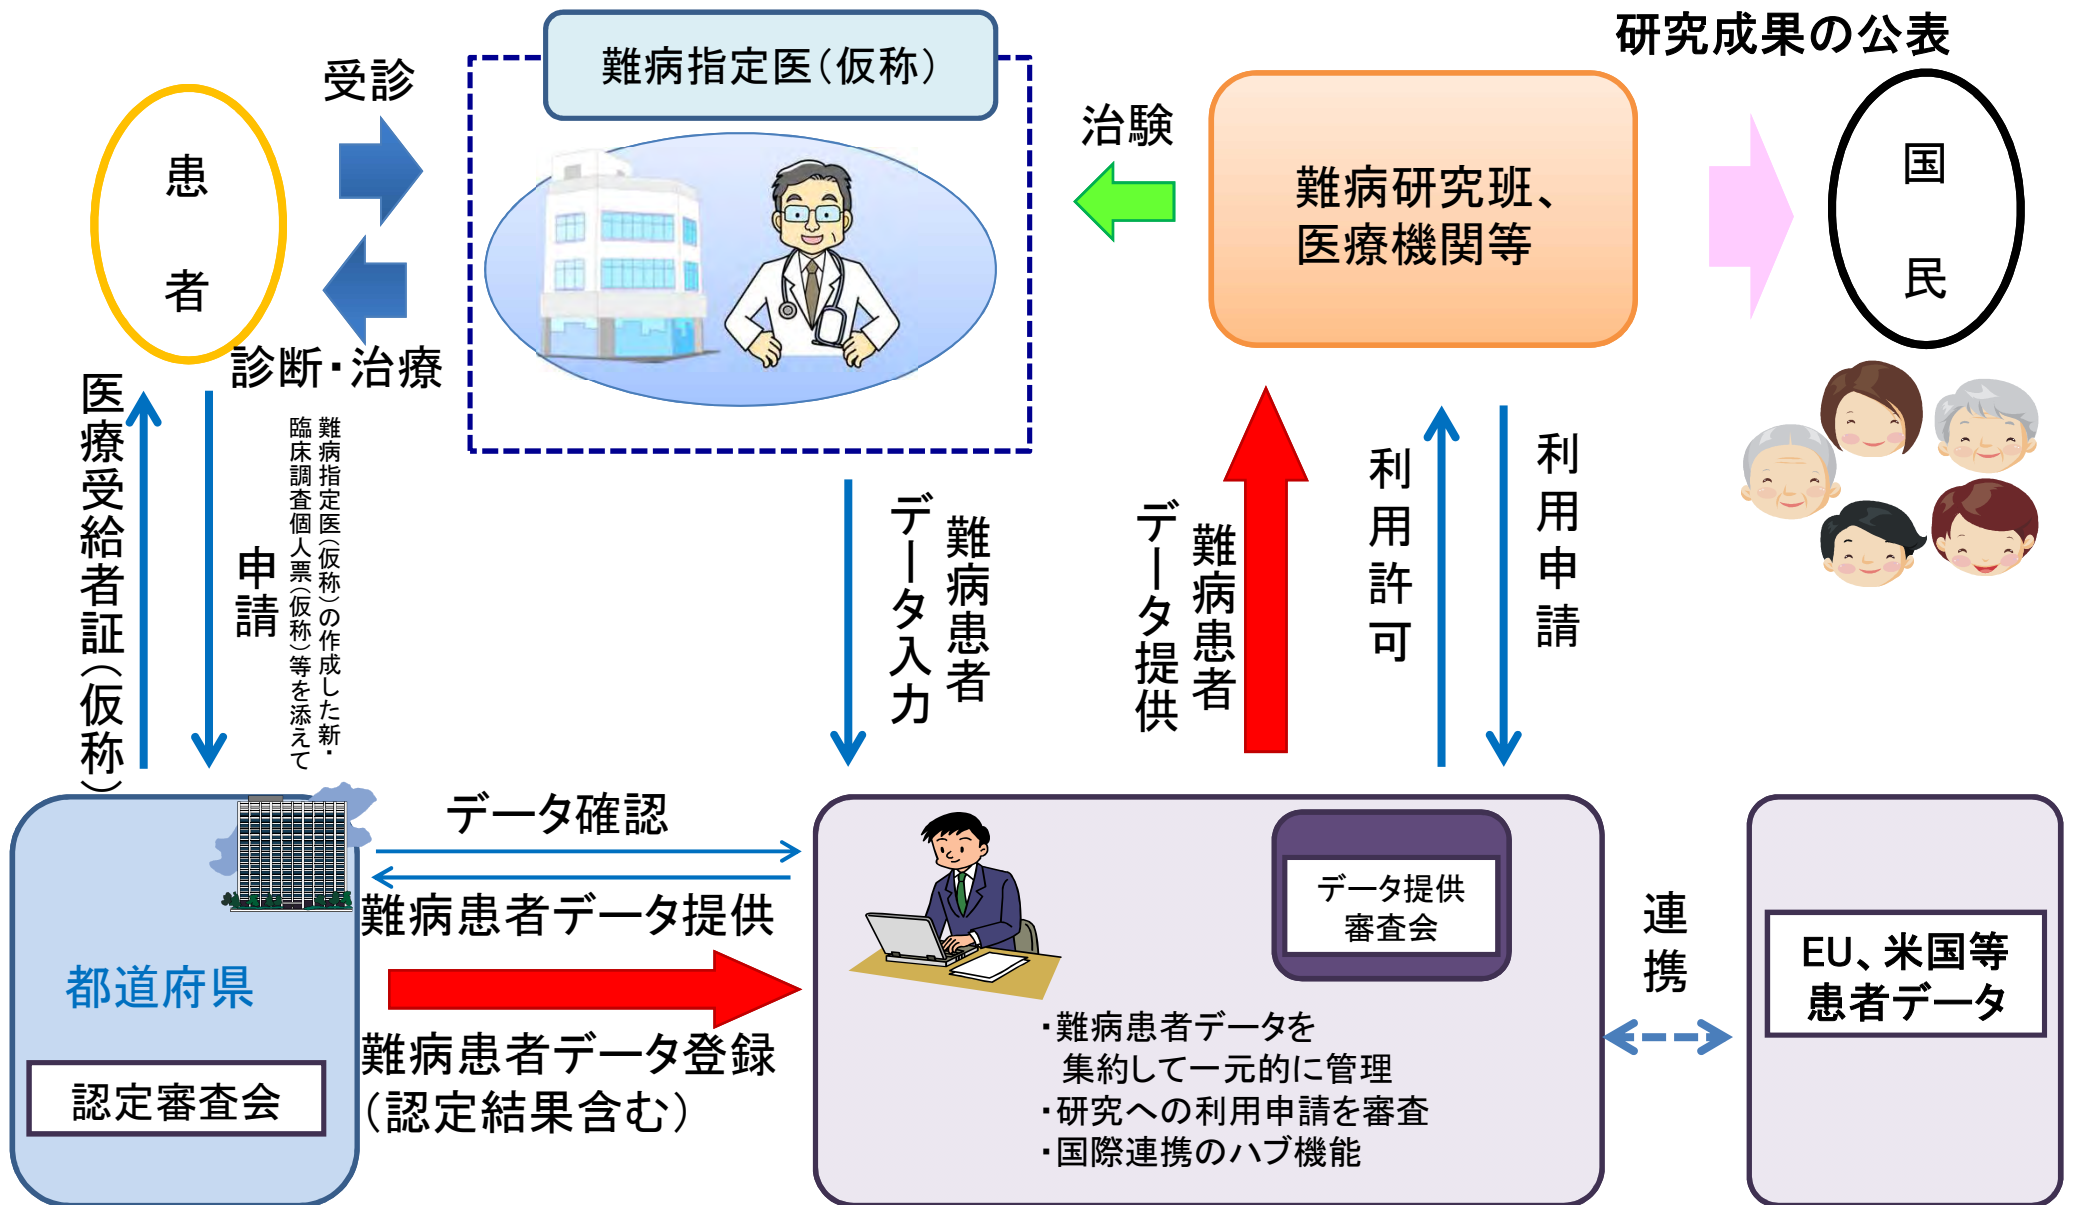 研究成果の公表
難病指定医（仮称）
受診
患者
治験
難病研究班、
医療機関等
国民
診断・治療
医療受給者証（仮称）
申請
難病指定医（仮称）の作成した新・
臨床調査個人票（仮称）等を添えて
難病患者
データ入力
難病患者
データ提供
利用許可
利用申請
データ確認
難病患者データ提供
都道府県
認定審査会
難病患者データ登録
（認定結果含む）
データ提供
審査会
・難病患者データを
集約して一元的に管理
・研究への利用申請を審査
・国際連携のハブ機能
連携
EU、米国等
患者データ